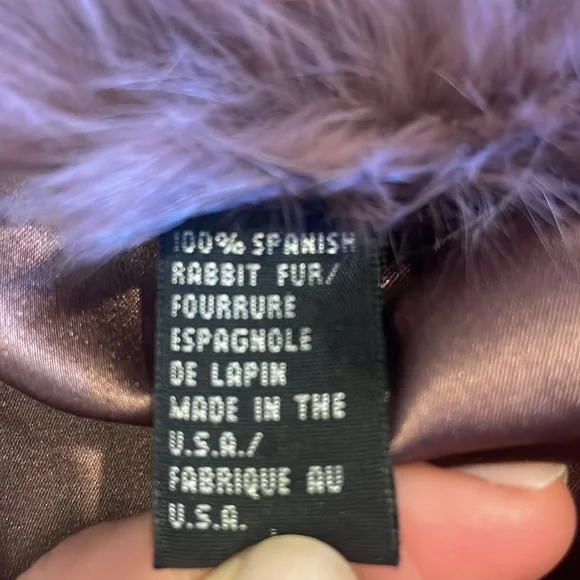 100% SPANISH
RABBIT FUR/
FOURRURE
ESPAGNOLE
DE LAPIN
MADE IN THE
U.S.A./
FABRIQUE AU
U.S.A.